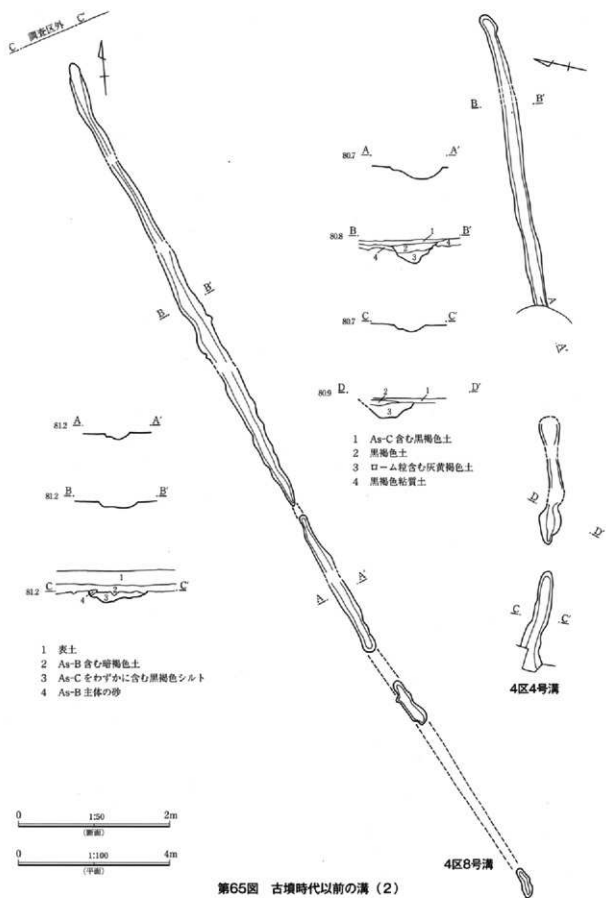 C 調査区外 C'
B B'
80.7 A A'
80.8 B B'
1
2
3
4
4
80.7 C C'
80.9 D D'
2
1
3
1 As-C 含む黒褐色土
2 黒褐色土
3 ローム粒含む灰黄褐色土
4 黒褐色粘質土
A
A'
D
D'
C C'
4区4号溝
B B'
81.2 A A'
81.2 B B'
81.2 C C'
1
2
3
4
1 表土
2 As-B 含む暗褐色土
3 As-C をわずかに含む黒褐色シルト
4 As-B 主体の砂
A A'
0 1:50 2m
(断面)
0 1:100 4m
(平面)
4区8号溝
第65図 古墳時代以前の溝（2）